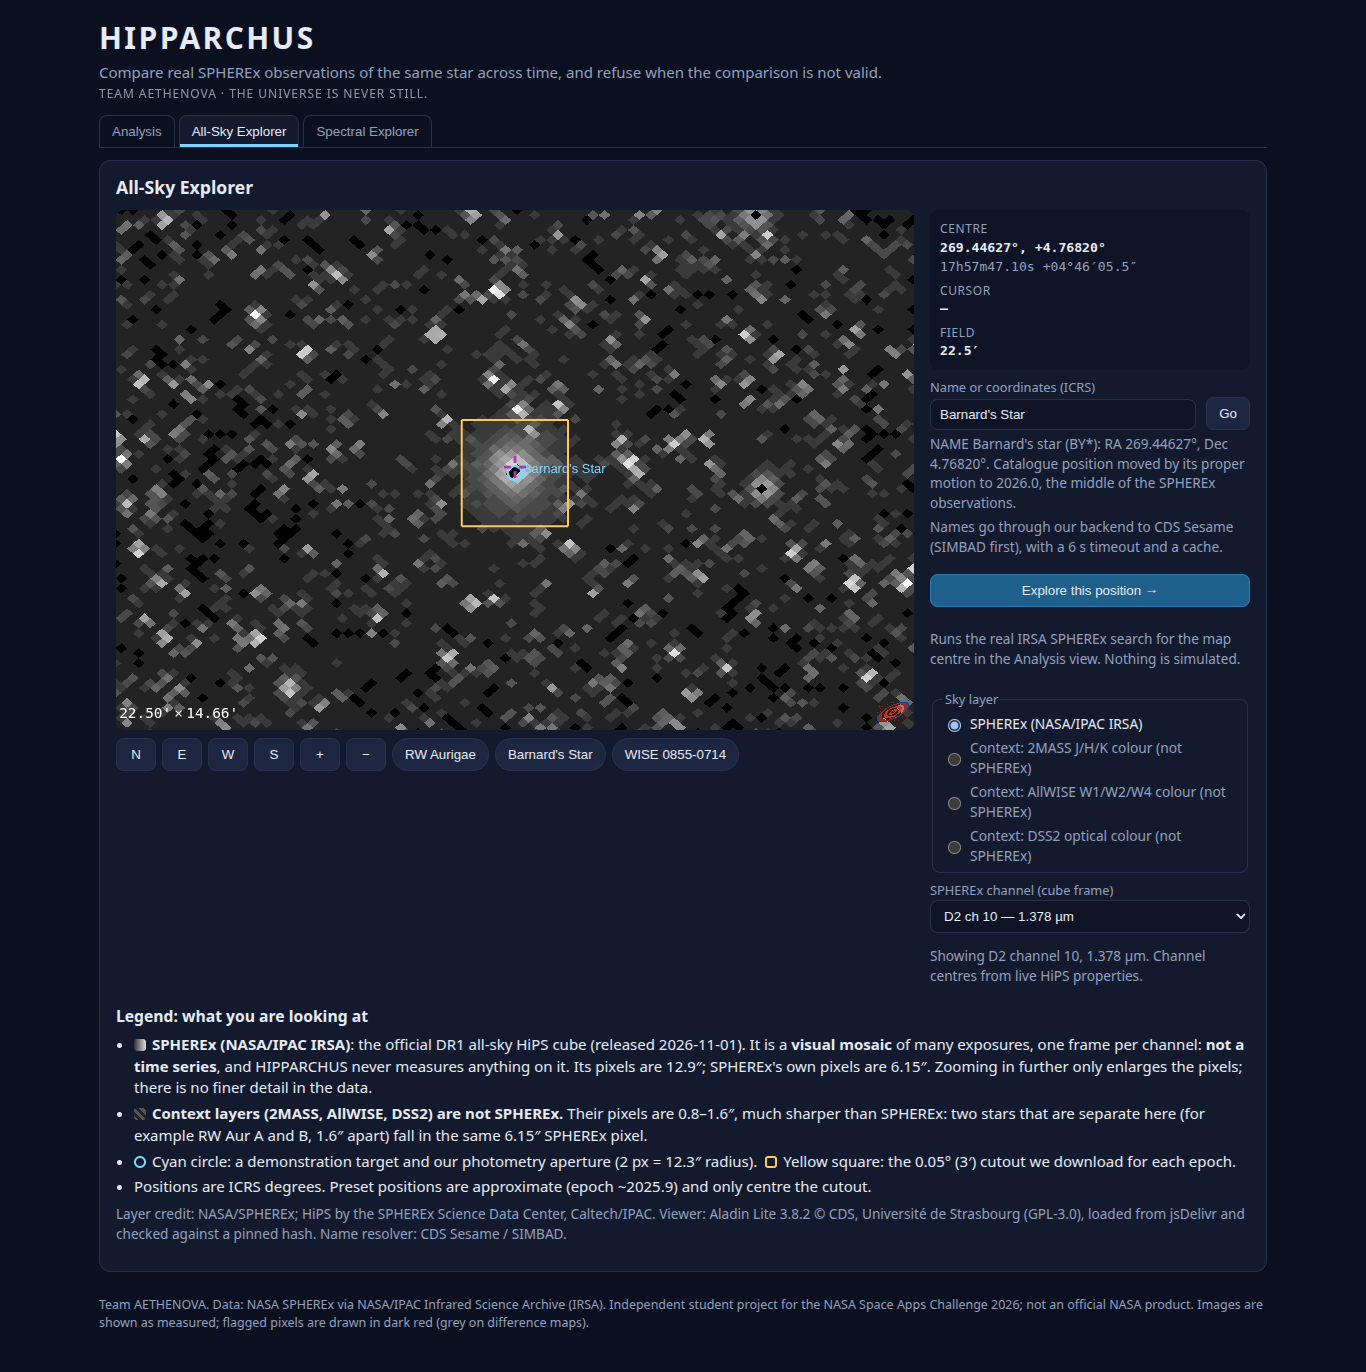 HIPPARCHUS
Compare real SPHEREx observations of the same star across time, and refuse when the comparison is not valid.
TEAM AETHENOVA · THE UNIVERSE IS NEVER STILL.
Analysis
All-Sky Explorer
Spectral Explorer
All-Sky Explorer
Barnard's Star
22.50' × 14.66'
N
E
W
S
+
−
RW Aurigae
Barnard's Star
WISE 0855-0714
CENTRE
269.44627°, +4.76820°
17h57m47.10s +04°46′05.5″
CURSOR
—
FIELD
22.5′
Name or coordinates (ICRS)
Barnard's Star
Go
NAME Barnard's star (BY*): RA 269.44627°, Dec
4.76820°. Catalogue position moved by its proper
motion to 2026.0, the middle of the SPHEREx
observations.
Names go through our backend to CDS Sesame
(SIMBAD first), with a 6 s timeout and a cache.
Explore this position →
Runs the real IRSA SPHEREx search for the map
centre in the Analysis view. Nothing is simulated.
Sky layer
SPHEREx (NASA/IPAC IRSA)
Context: 2MASS J/H/K colour (not
SPHEREx)
Context: AllWISE W1/W2/W4 colour (not
SPHEREx)
Context: DSS2 optical colour (not
SPHEREx)
SPHEREx channel (cube frame)
D2 ch 10 — 1.378 µm
Showing D2 channel 10, 1.378 µm. Channel
centres from live HiPS properties.
Legend: what you are looking at
• SPHEREx (NASA/IPAC IRSA): the official DR1 all-sky HiPS cube (released 2026-11-01). It is a visual mosaic of many exposures, one frame per channel: not a
time series, and HIPPARCHUS never measures anything on it. Its pixels are 12.9″; SPHEREx's own pixels are 6.15″. Zooming in further only enlarges the pixels;
there is no finer detail in the data.
• Context layers (2MASS, AllWISE, DSS2) are not SPHEREx. Their pixels are 0.8–1.6″, much sharper than SPHEREx: two stars that are separate here (for
example RW Aur A and B, 1.6″ apart) fall in the same 6.15″ SPHEREx pixel.
• Cyan circle: a demonstration target and our photometry aperture (2 px = 12.3″ radius). Yellow square: the 0.05° (3′) cutout we download for each epoch.
• Positions are ICRS degrees. Preset positions are approximate (epoch ~2025.9) and only centre the cutout.
Layer credit: NASA/SPHEREx; HiPS by the SPHEREx Science Data Center, Caltech/IPAC. Viewer: Aladin Lite 3.8.2 © CDS, Université de Strasbourg (GPL-3.0), loaded from jsDelivr and
checked against a pinned hash. Name resolver: CDS Sesame / SIMBAD.
Team AETHENOVA. Data: NASA SPHEREx via NASA/IPAC Infrared Science Archive (IRSA). Independent student project for the NASA Space Apps Challenge 2026; not an official NASA product. Images are
shown as measured; flagged pixels are drawn in dark red (grey on difference maps).